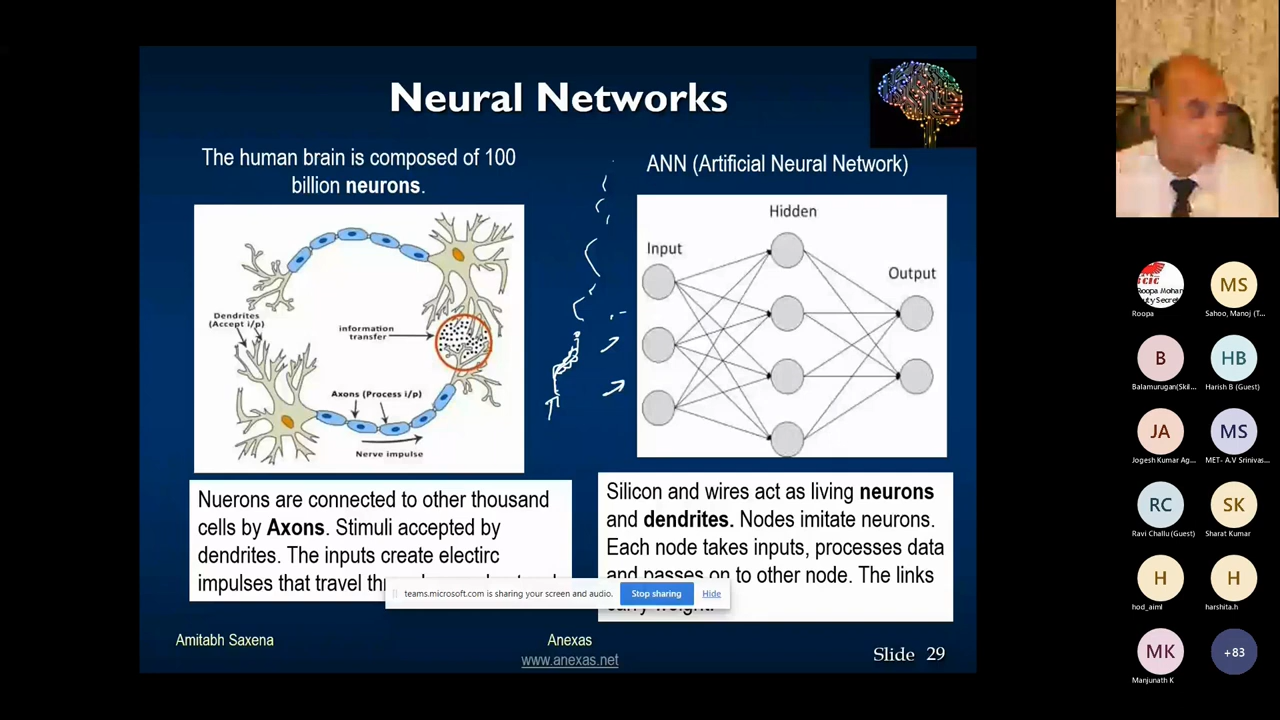 Neural Networks
The human brain is composed of 100
billion neurons.
Dendrites
(Accept i/p)
information
transfer
Axons (Process i/p)
Nerve impulse
Nuerons are connected to other thousand
cells by Axons. Stimuli accepted by
dendrites. The inputs create electirc
impulses that travel
ANN (Artificial Neural Network)
Hidden
Input
Output
Silicon and wires act as living neurons
and dendrites. Nodes imitate neurons.
Each node takes inputs, processes data
and passes on to other node. The links
teams.microsoft.com is sharing your screen and audio.
Stop sharing
Hide
Amitabh Saxena
Anexas
www.anexas.net
Slide 29
Roopa Mohan
Roopa
MS
Sahoo, Manoj (T...
B
Balamurugan(Skil...
HB
Harish B (Guest)
JA
Jogesh Kumar Ag...
MS
MET- A.V Srinivas...
RC
Ravi Challu (Guest)
SK
Sharat Kumar
H
hod_aiml
H
harshita.h
MK
Manjunath K
+83